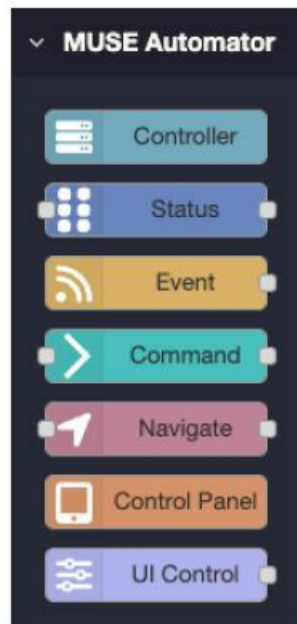 MUSE Automator
Controller
Status
Event
Command
Navigate
Control Panel
UI Control